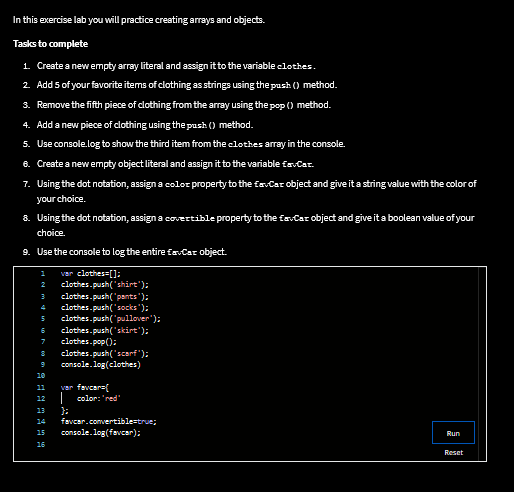 In this exercise lab you will practice creating arrays and objects.
Tasks to complete
1. Create a new empty array literal and assign it to the variable clothes.
2. Add 5 of your favorite items of clothing as strings using the push() method.
3. Remove the fifth piece of clothing from the array using the pop() method.
4. Add a new piece of clothing using the push() method.
5. Use console.log to show the third item from the clothes array in the console.
6. Create a new empty object literal and assign it to the variable favCar.
7. Using the dot notation, assign a color property to the favCar object and give it a string value with the color of
your choice.
8. Using the dot notation, assign a covertible property to the favCar object and give it a boolean value of your
choice.
9. Use the console to log the entire favCar object.
1 var clothes=[];
2 clothes.push('shirt');
3 clothes.push('pants');
4 clothes.push('socks');
5 clothes.push('pullover');
6 clothes.push('skirt');
7 clothes.pop();
8 clothes.push('scarf');
9 console.log(clothes)
10
11 var favcar={
12 color:'red'
13 };
14 favcar.convertible=true;
15 console.log(favcar);
16
Run
Reset